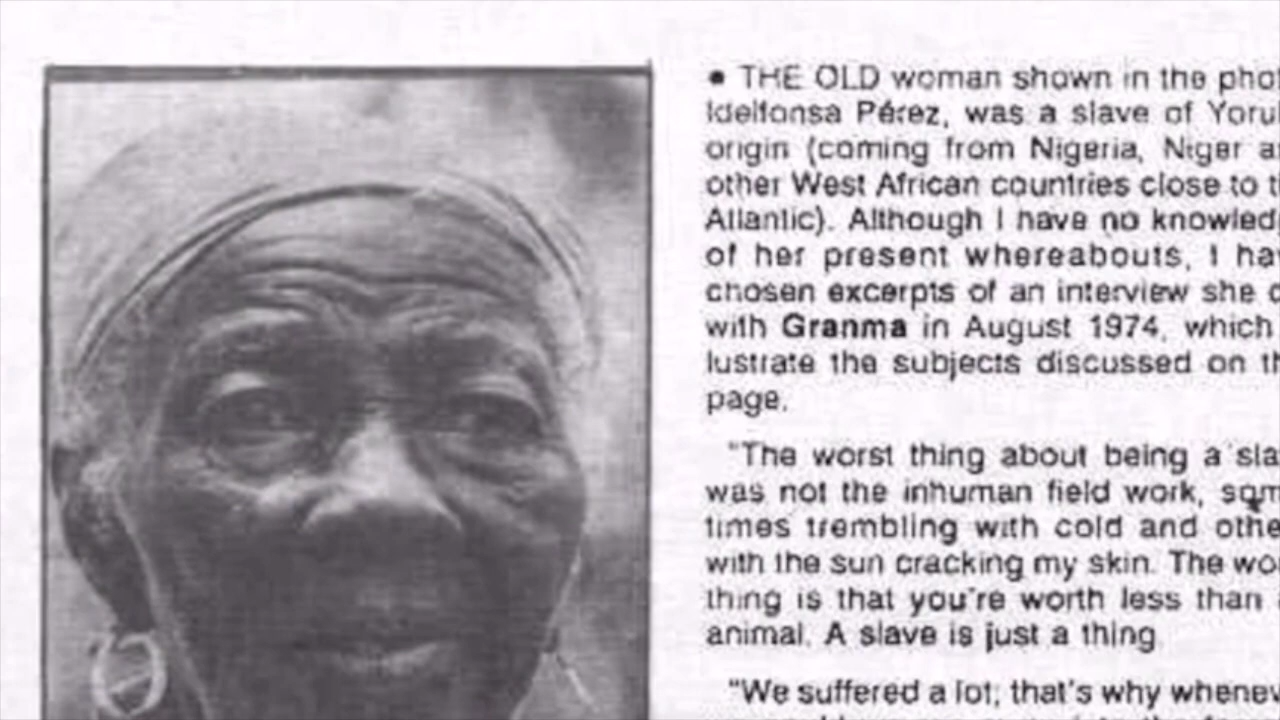 • THE OLD woman shown in the phot
Idelfonsa Pérez, was a slave of Yorul
origin (coming from Nigeria, Niger a
other West African countries close to t
Atlantic). Although I have no knowled
of her present whereabouts, I hav
chosen excerpts of an interview she
with Granma in August 1974, which
lustrate the subjects discussed on th
page.
"The worst thing about being a sla
was not the inhuman field work, som
times trembling with cold and othe
with the sun cracking my skin. The wo
thing is that you're worth less than
animal. A slave is just a thing
"We suffered a lot; that's why whenev